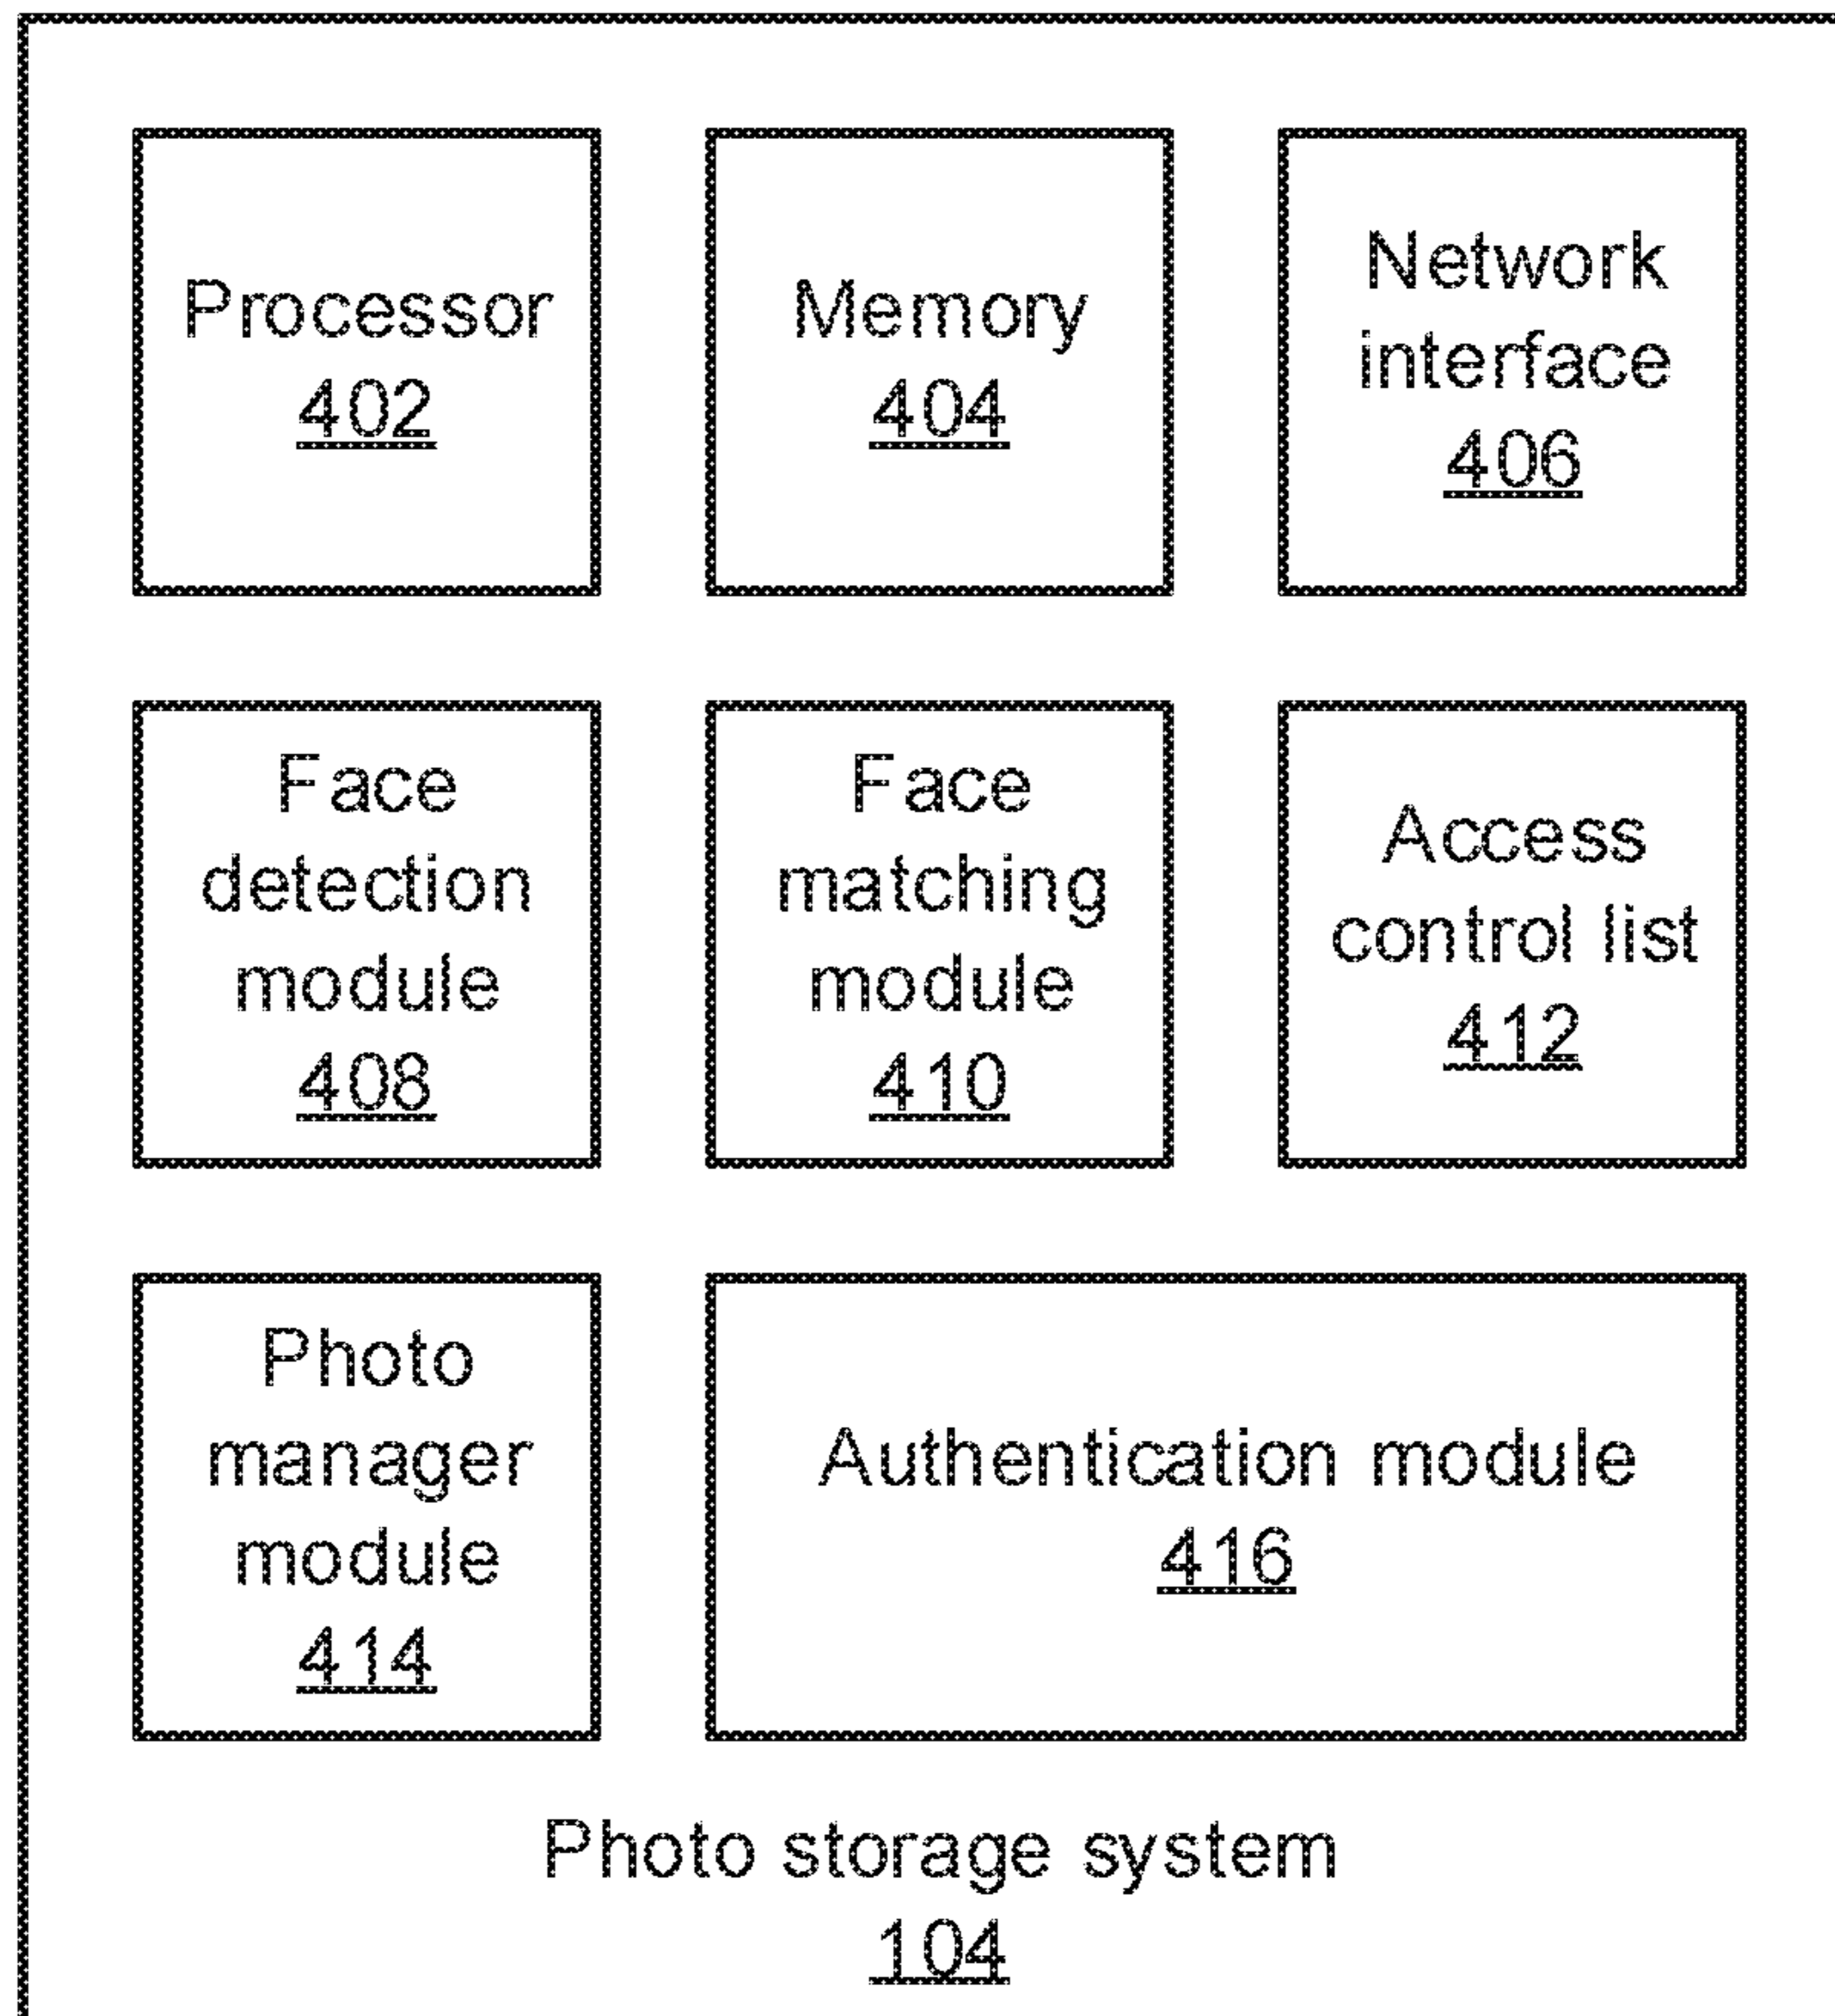 Processor
402
Memory
404
Network
interface
406
Face
detection
module
408
Face
matching
module
410
Access
control list
412
Photo
manager
module
414
Authentication module
416
Photo storage system
104